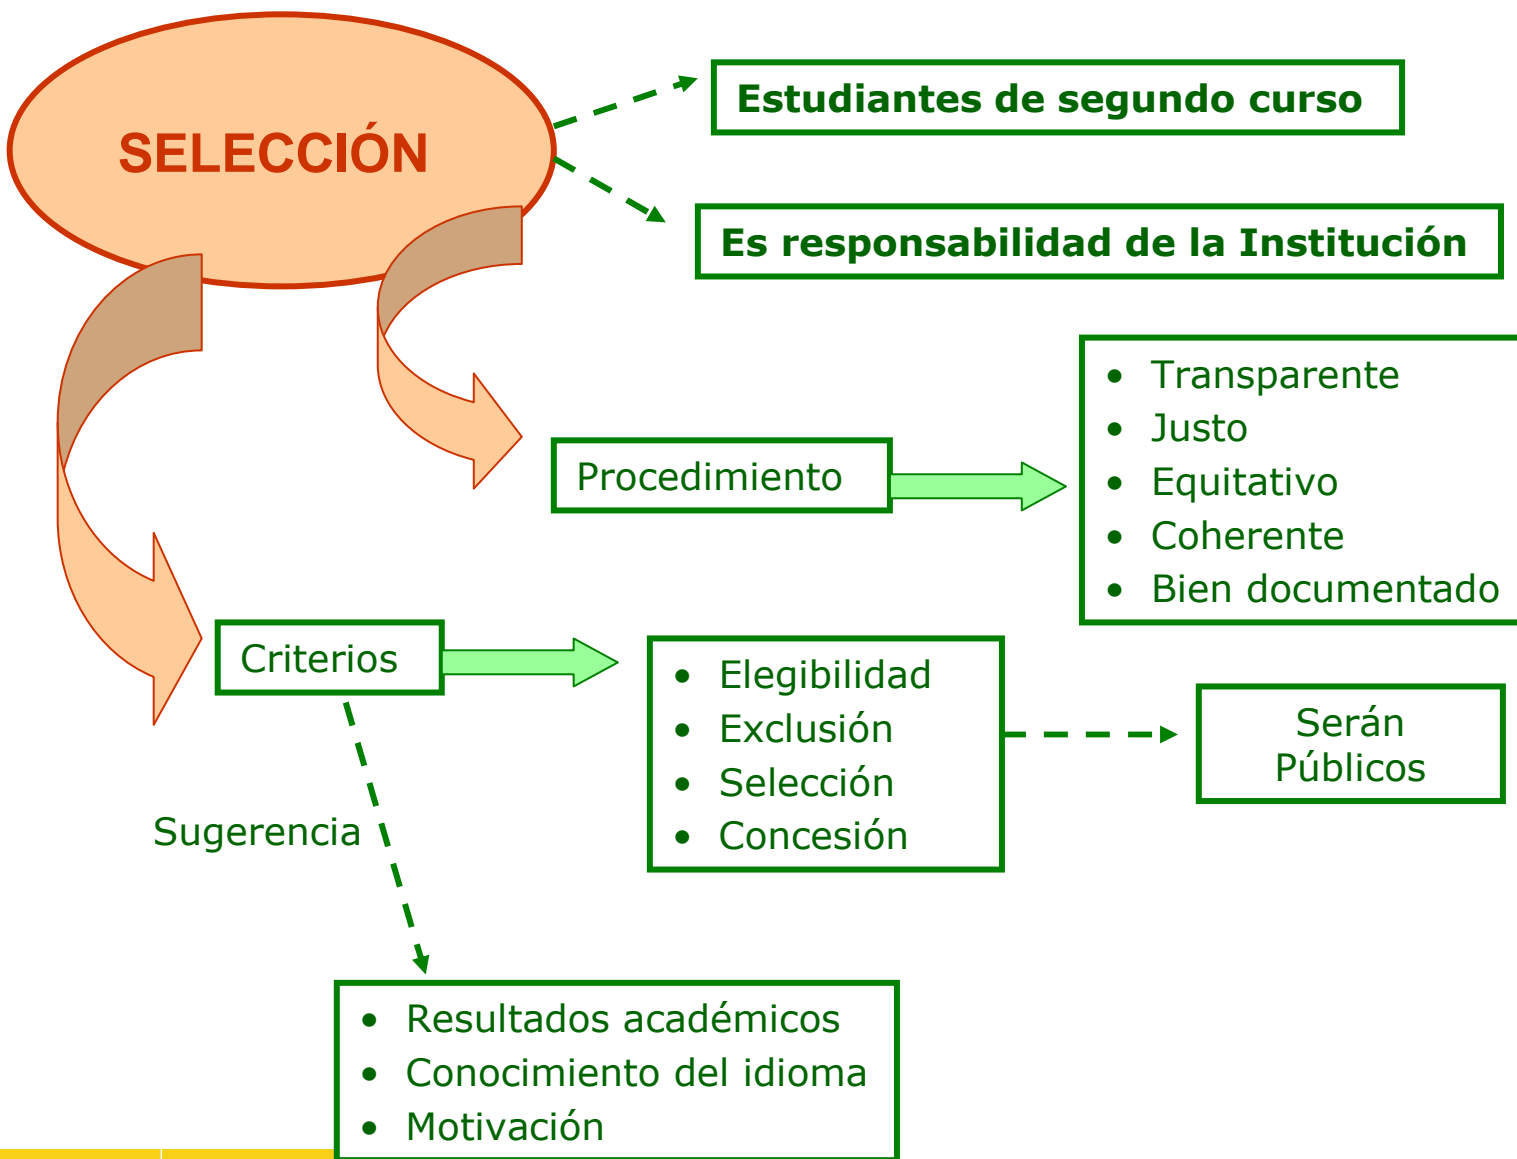 SELECCIÓN
Estudiantes de segundo curso
Es responsabilidad de la Institución
• Transparente
• Justo
• Equitativo
• Coherente
• Bien documentado
Procedimiento
Criterios
• Elegibilidad
• Exclusión
• Selección
• Concesión
Serán
Públicos
Sugerencia
• Resultados académicos
• Conocimiento del idioma
• Motivación